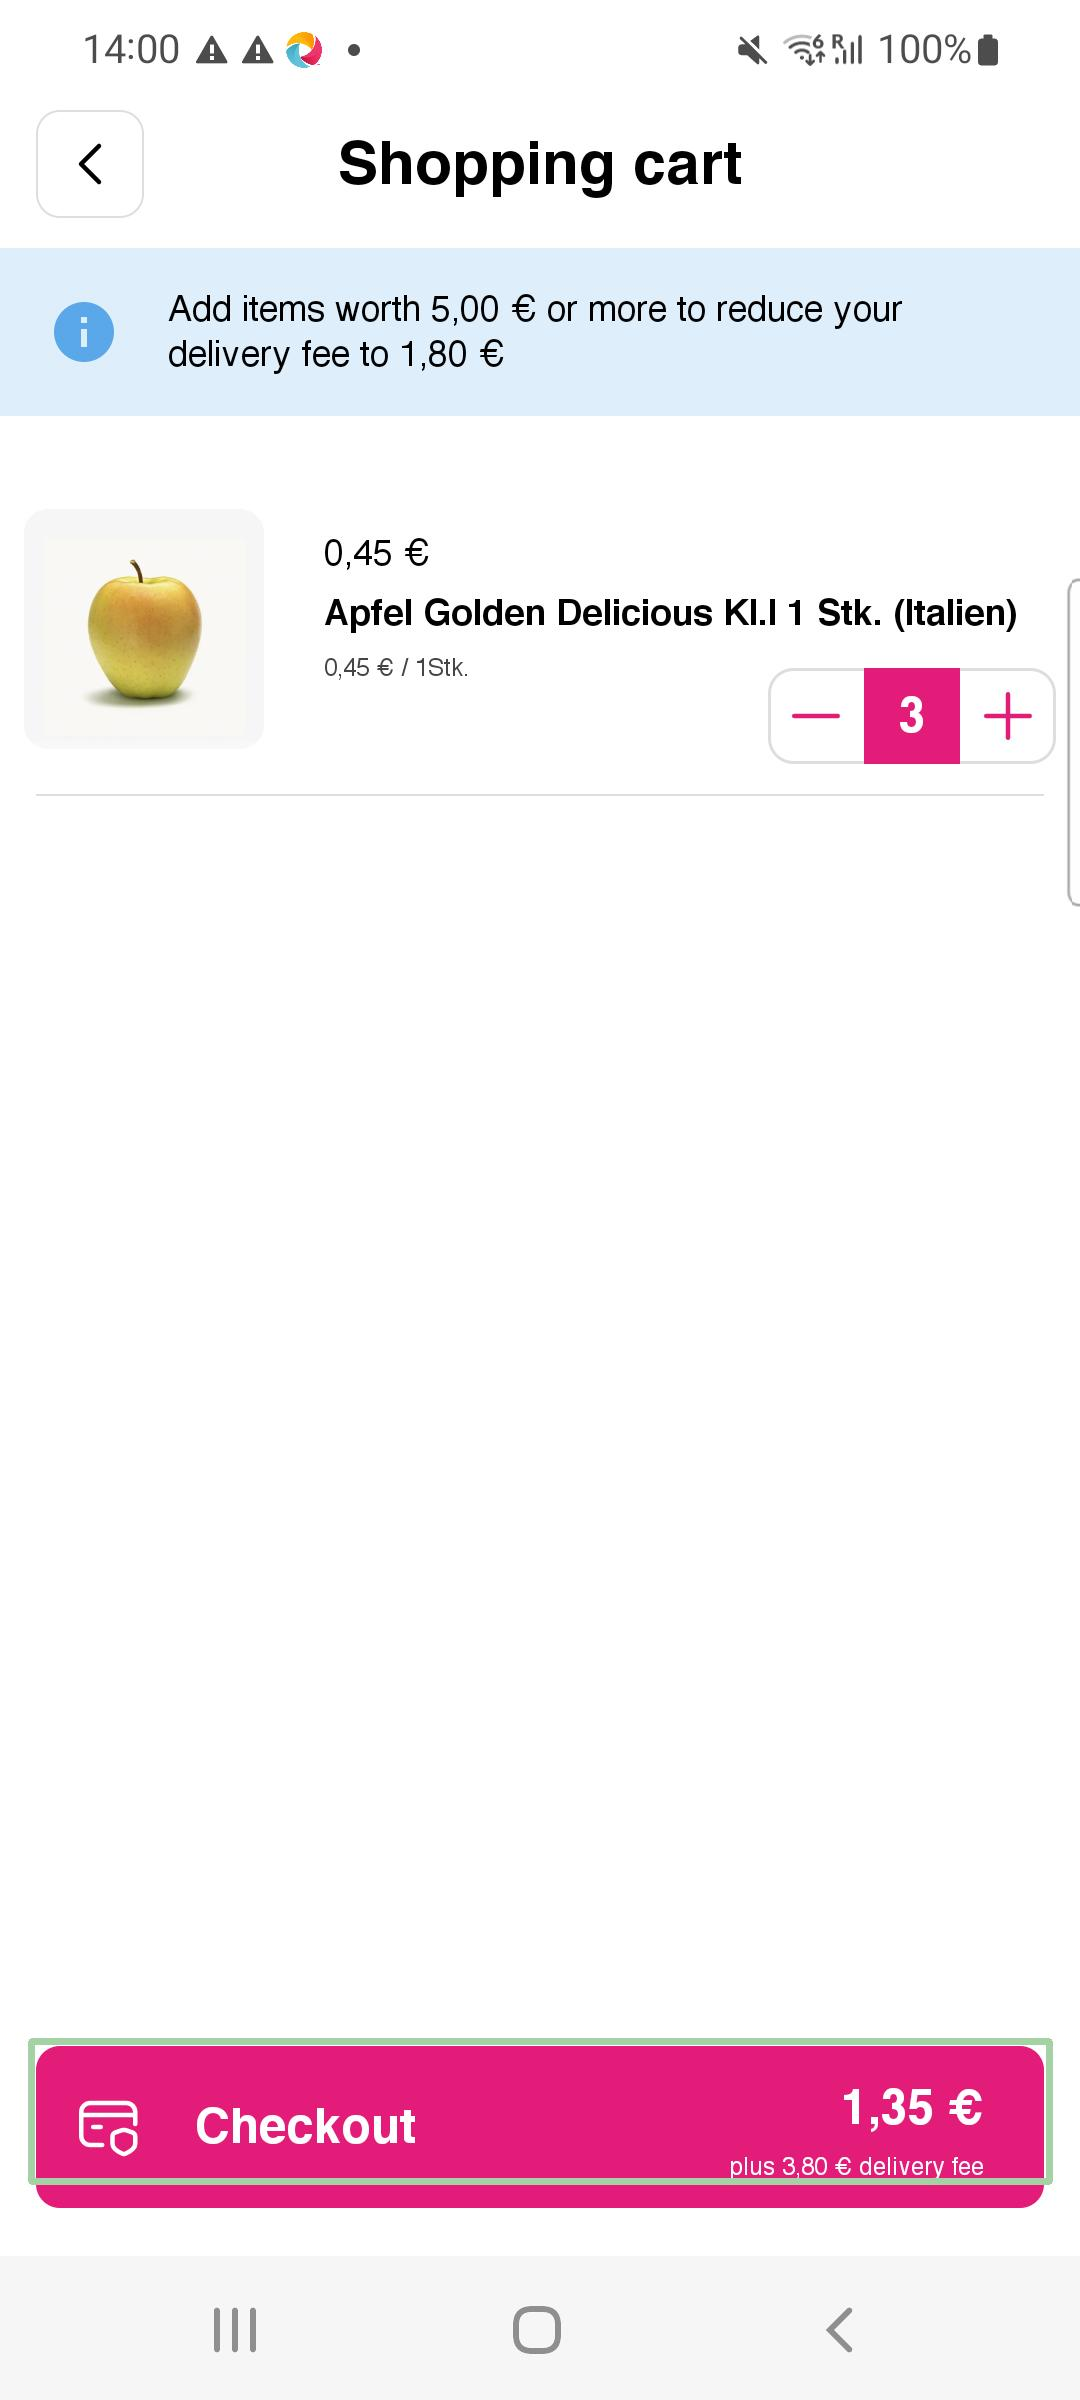 14:00 100%
Shopping cart
Add items worth 5,00 € or more to reduce your
delivery fee to 1,80 €
0,45 €
Apfel Golden Delicious Kl.I 1 Stk. (Italien)
0,45 € / 1Stk.
3
Checkout
1,35 €
plus 3,80 € delivery fee